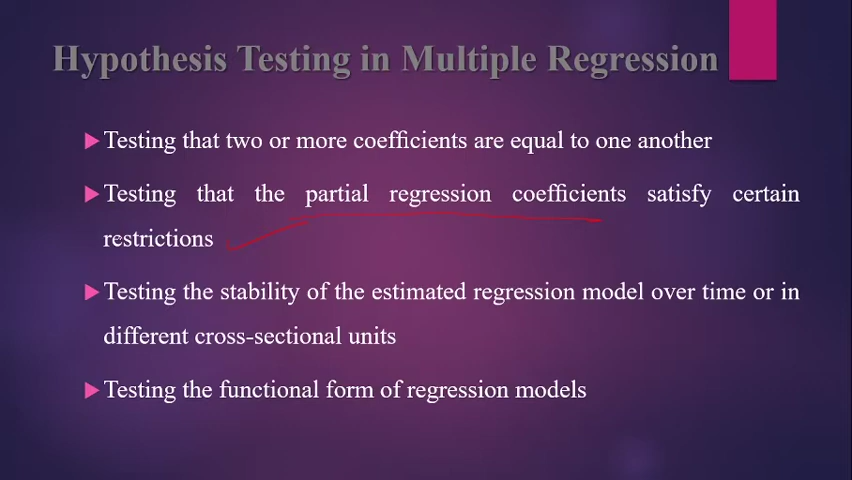 Hypothesis Testing in Multiple Regression
Testing that two or more coefficients are equal to one another
Testing that the partial regression coefficients satisfy certain
restrictions
Testing the stability of the estimated regression model over time or in
different cross-sectional units
Testing the functional form of regression models